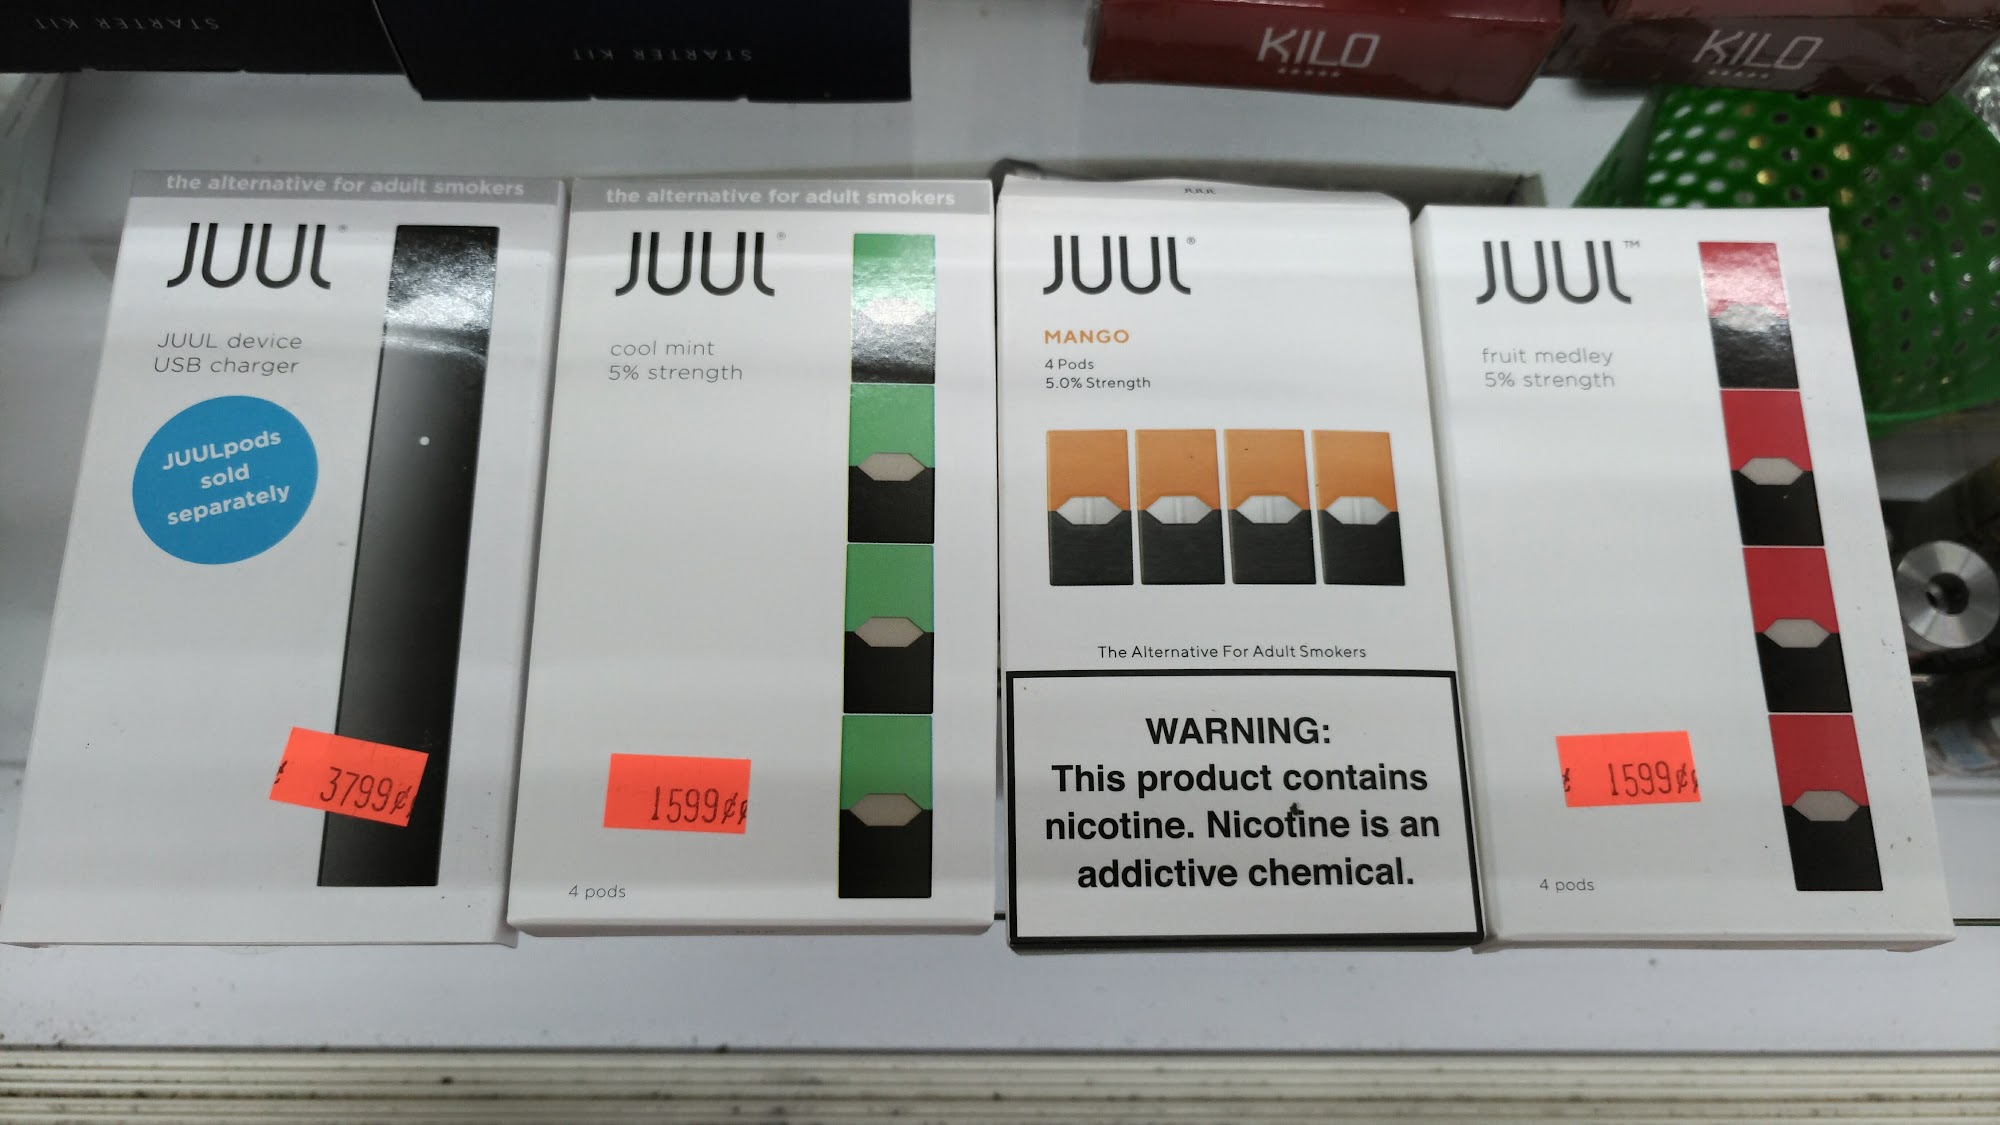 STARTER KIT
STARTER KIT
KILO
KILO
the alternative for adult smokers
JUUL®
JUUL device
USB charger
JUULpods
sold
separately
3799¢
the alternative for adult smokers
JUUL®
cool mint
5% strength
1599¢
4 pods
JUUL®
MANGO
4 Pods
5.0% Strength
The Alternative For Adult Smokers
WARNING:
This product contains
nicotine. Nicotine is an
addictive chemical.
JUUL™
fruit medley
5% strength
1599¢
4 pods